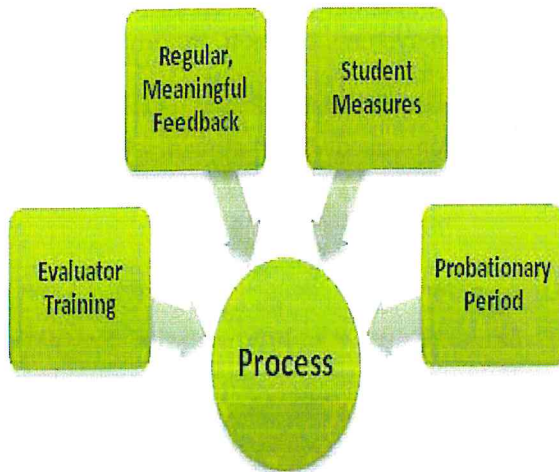 Regular,
Meaningful
Feedback
Student
Measures
Evaluator
Training
Probationary
Period
Process